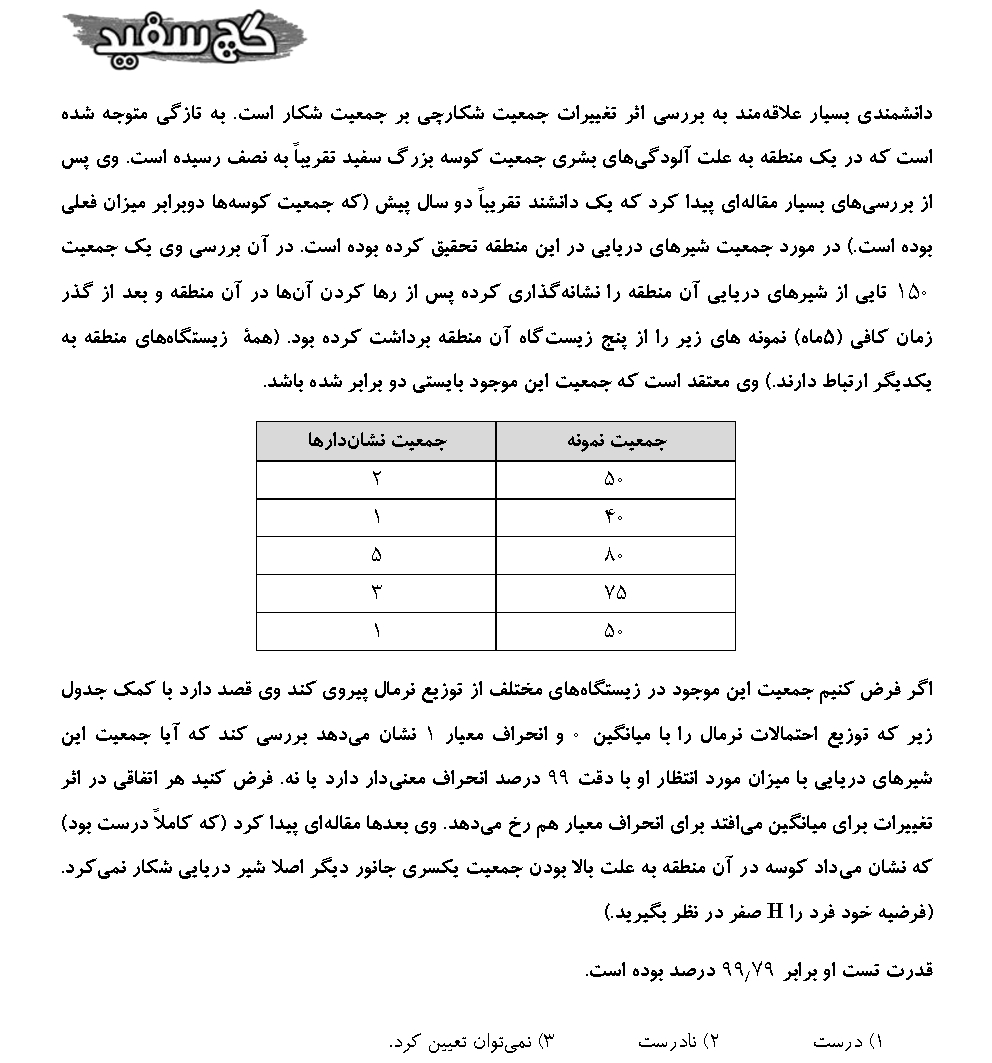 گچ سفید
دانشمندی بسیار علاقه‌مند به بررسی اثر تغییرات جمعیت شکارچی بر جمعیت شکار است. به تازگی متوجه شده
است که در یک منطقه به علت آلودگی‌های بشری جمعیت کوسه بزرگ سفید تقریباً به نصف رسیده است. وی پس
از بررسی‌های بسیار مقاله‌ای پیدا کرد که یک دانشند تقریباً دو سال پیش (که جمعیت کوسه‌ها دوبرابر میزان فعلی
بوده است.) در مورد جمعیت شیرهای دریایی در این منطقه تحقیق کرده بوده است. در آن بررسی وی یک جمعیت
۱۵۰ تایی از شیرهای دریایی آن منطقه را نشانه‌گذاری کرده پس از رها کردن آن‌ها در آن منطقه و بعد از گذر
زمان کافی (۵ماه) نمونه های زیر را از پنج زیست‌گاه آن منطقه برداشت کرده بود. (همهٔ زیستگاه‌های منطقه به
یکدیگر ارتباط دارند.) وی معتقد است که جمعیت این موجود بایستی دو برابر شده باشد.
جمعیت نمونه جمعیت نشان‌دارها
۵۰ ۲
۴۰ ۱
۸۰ ۵
۷۵ ۳
۵۰ ۱
اگر فرض کنیم جمعیت این موجود در زیستگاه‌های مختلف از توزیع نرمال پیروی کند وی قصد دارد با کمک جدول
زیر که توزیع احتمالات نرمال را با میانگین ۰ و انحراف معیار ۱ نشان می‌دهد بررسی کند که آیا جمعیت این
شیرهای دریایی با میزان مورد انتظار او با دقت ۹۹ درصد انحراف معنی‌دار دارد یا نه. فرض کنید هر اتفاقی در اثر
تغییرات برای میانگین می‌افتد برای انحراف معیار هم رخ می‌دهد. وی بعدها مقاله‌ای پیدا کرد (که کاملاً درست بود)
که نشان می‌داد کوسه در آن منطقه به علت بالا بودن جمعیت یکسری جانور دیگر اصلا شیر دریایی شکار نمی‌کرد.
(فرضیه خود فرد را H صفر در نظر بگیرید.)
قدرت تست او برابر ۹۹٫۷۹ درصد بوده است.
۱) درست ۲) نادرست ۳) نمی‌توان تعیین کرد.